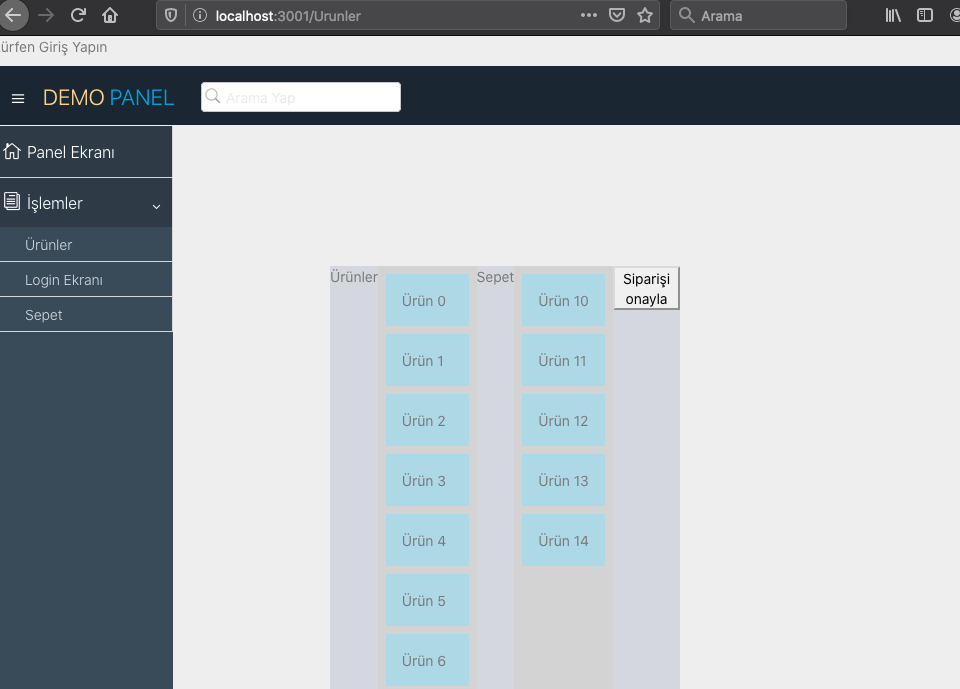 localhost:3001/Urunler
Arama
ürfen Giriş Yapın
DEMO PANEL
Arama Yap
Panel Ekranı
İşlemler
Ürünler
Login Ekranı
Sepet
Ürünler
Ürün 0
Ürün 1
Ürün 2
Ürün 3
Ürün 4
Ürün 5
Ürün 6
Sepet
Ürün 10
Ürün 11
Ürün 12
Ürün 13
Ürün 14
Siparişi
onayla